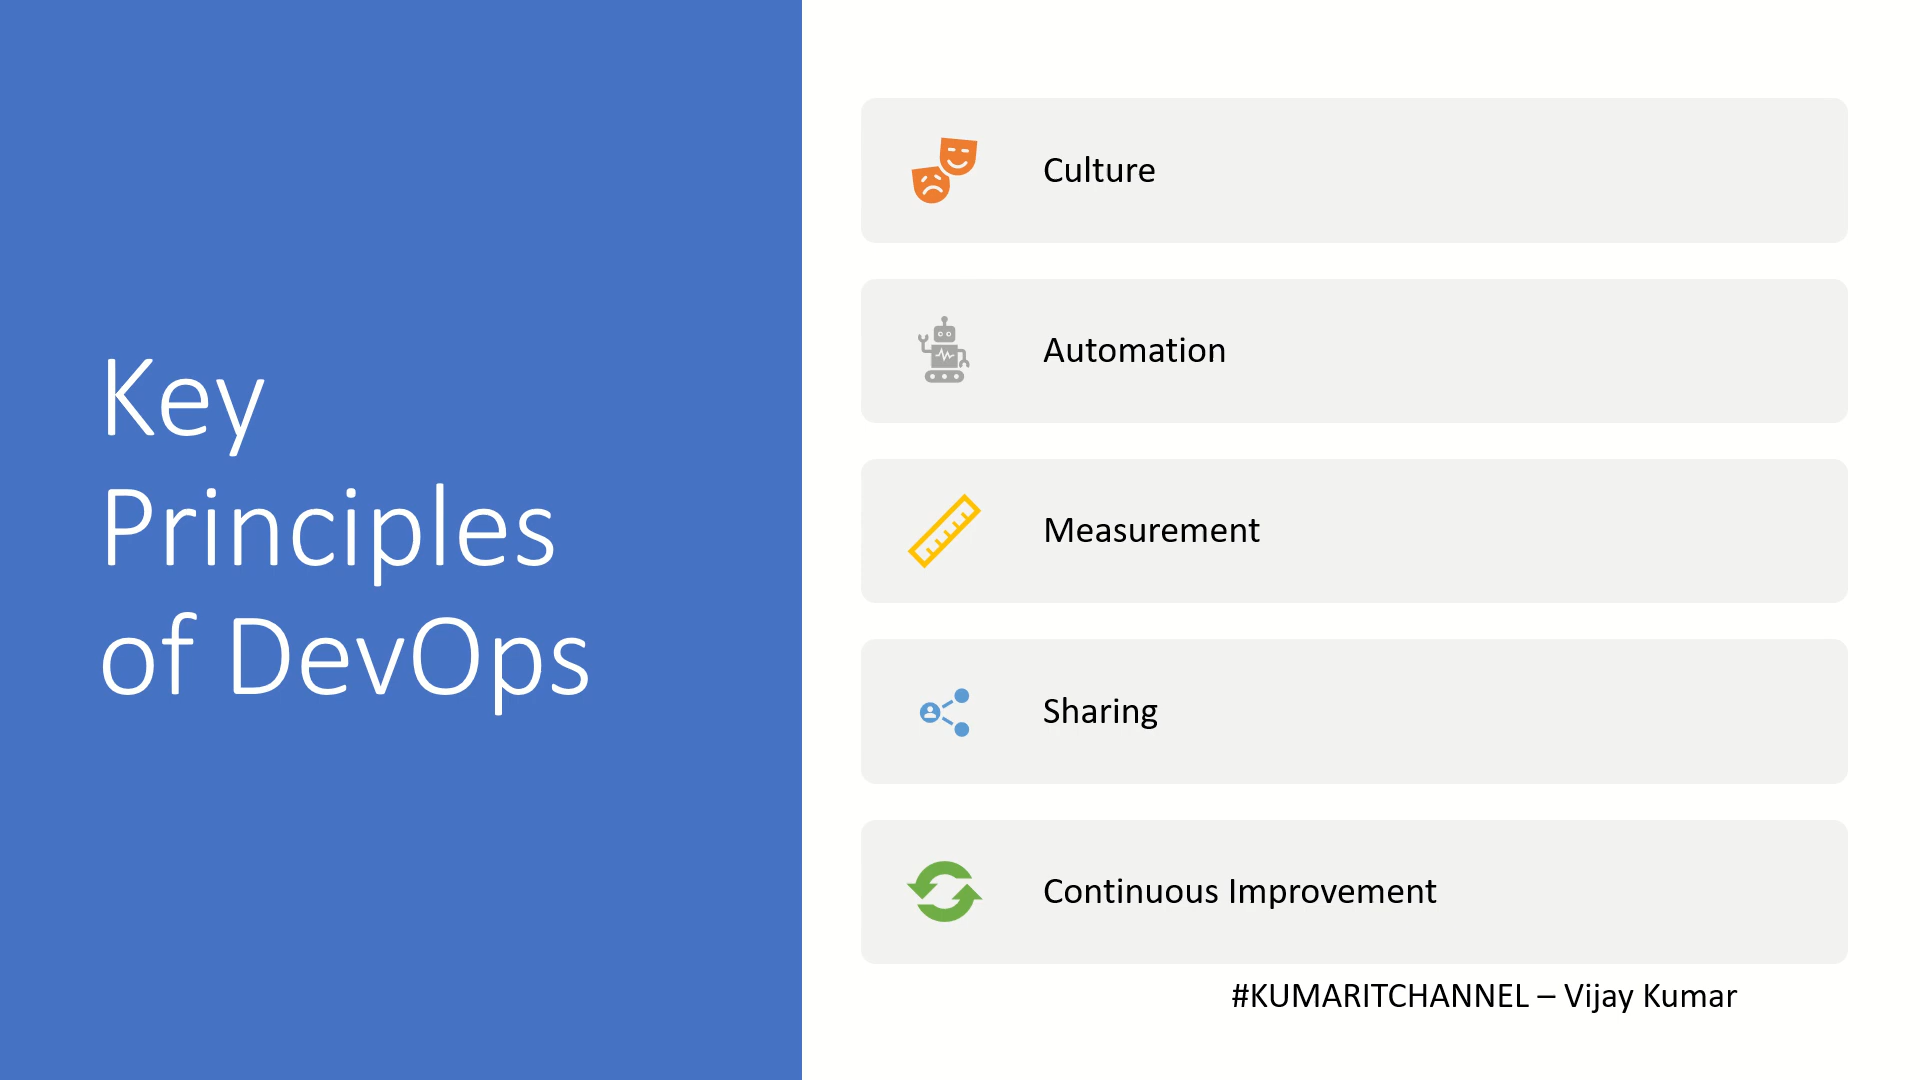 Key
Principles
of DevOps
Culture
Automation
Measurement
Sharing
Continuous Improvement
#KUMARITCHANNEL – Vijay Kumar